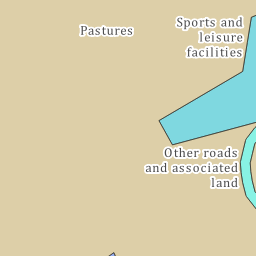 Pastures
Sports and
leisure
facilities
Other roads
and associated
land